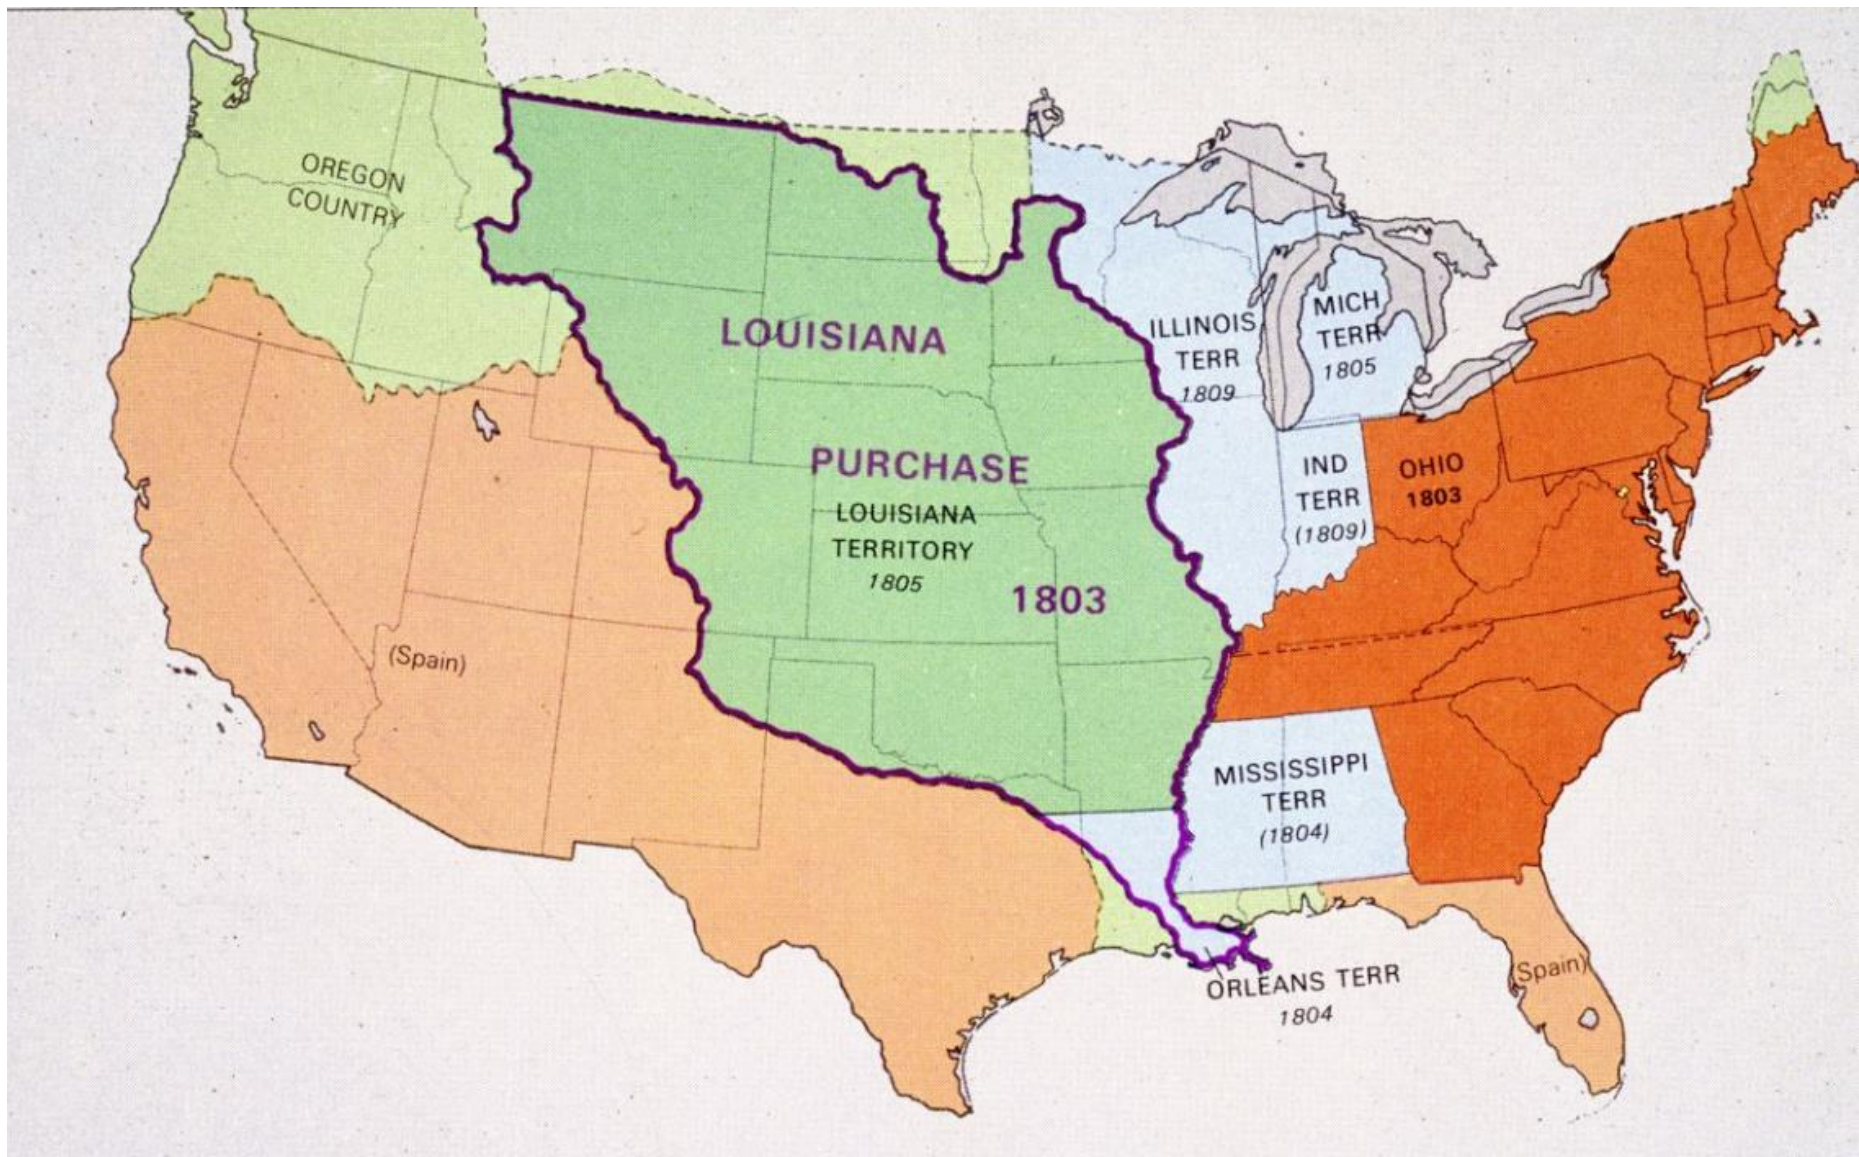 OREGON
COUNTRY
LOUISIANA
PURCHASE
LOUISIANA
TERRITORY
1805
1803
ILLINOIS
TERR
1809
MICH
TERR
1805
IND
TERR
(1809)
OHIO
1803
(Spain)
MISSISSIPPI
TERR
(1804)
ORLEANS TERR
1804
(Spain)